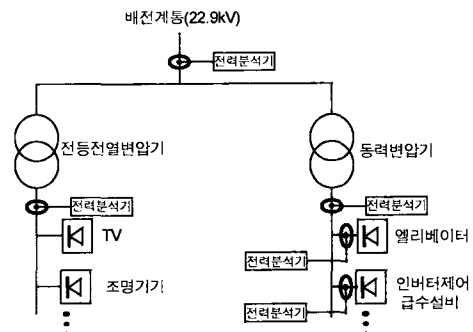 배전계통(22.9kV)
전력분석기
전등전열변압기
동력변압기
전력분석기
전력분석기
TV
엘리베이터
전력분석기
조명기기
인버터제어
급수설비
전력분석기